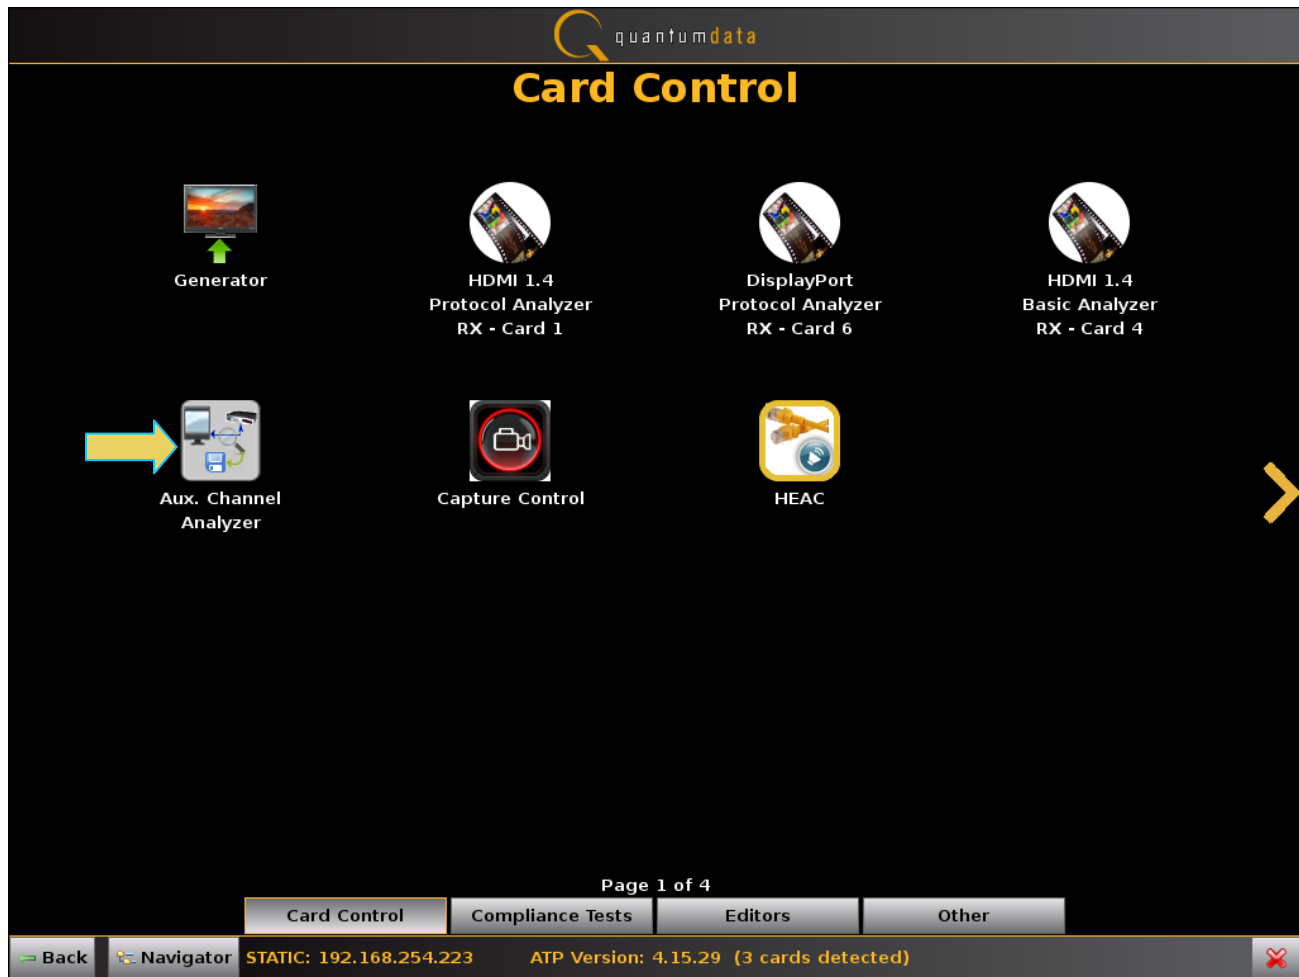 quantumdata
Card Control
Generator
HDMI 1.4
Protocol Analyzer
RX - Card 1
DisplayPort
Protocol Analyzer
RX - Card 6
HDMI 1.4
Basic Analyzer
RX - Card 4
Aux. Channel
Analyzer
Capture Control
HEAC
Page 1 of 4
Card Control
Compliance Tests
Editors
Other
Back
Navigator
STATIC: 192.168.254.223
ATP Version: 4.15.29 (3 cards detected)